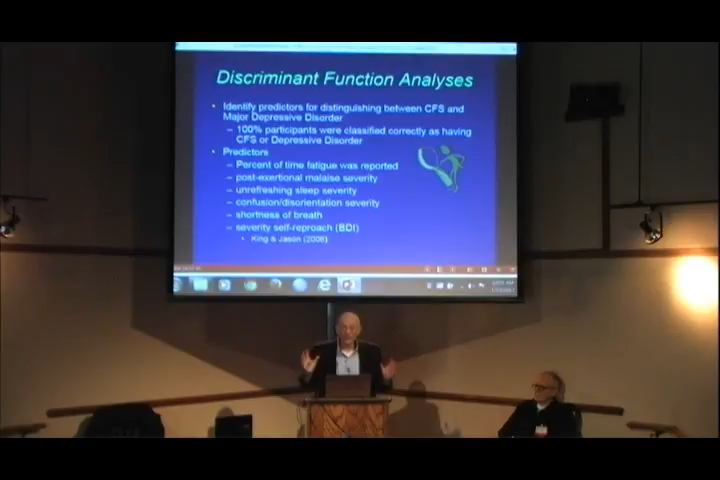 Discriminant Function Analyses
• Identify predictors for distinguishing between CFS and
Major Depressive Disorder
– 100% participants were classified correctly as having
CFS or Depressive Disorder
• Predictors
– Percent of time fatigue was reported
– post-exertional malaise severity
– unrefreshing sleep severity
– confusion/disorientation severity
– shortness of breath
– severity self-reproach (BDI)
• King & Jason (2006)